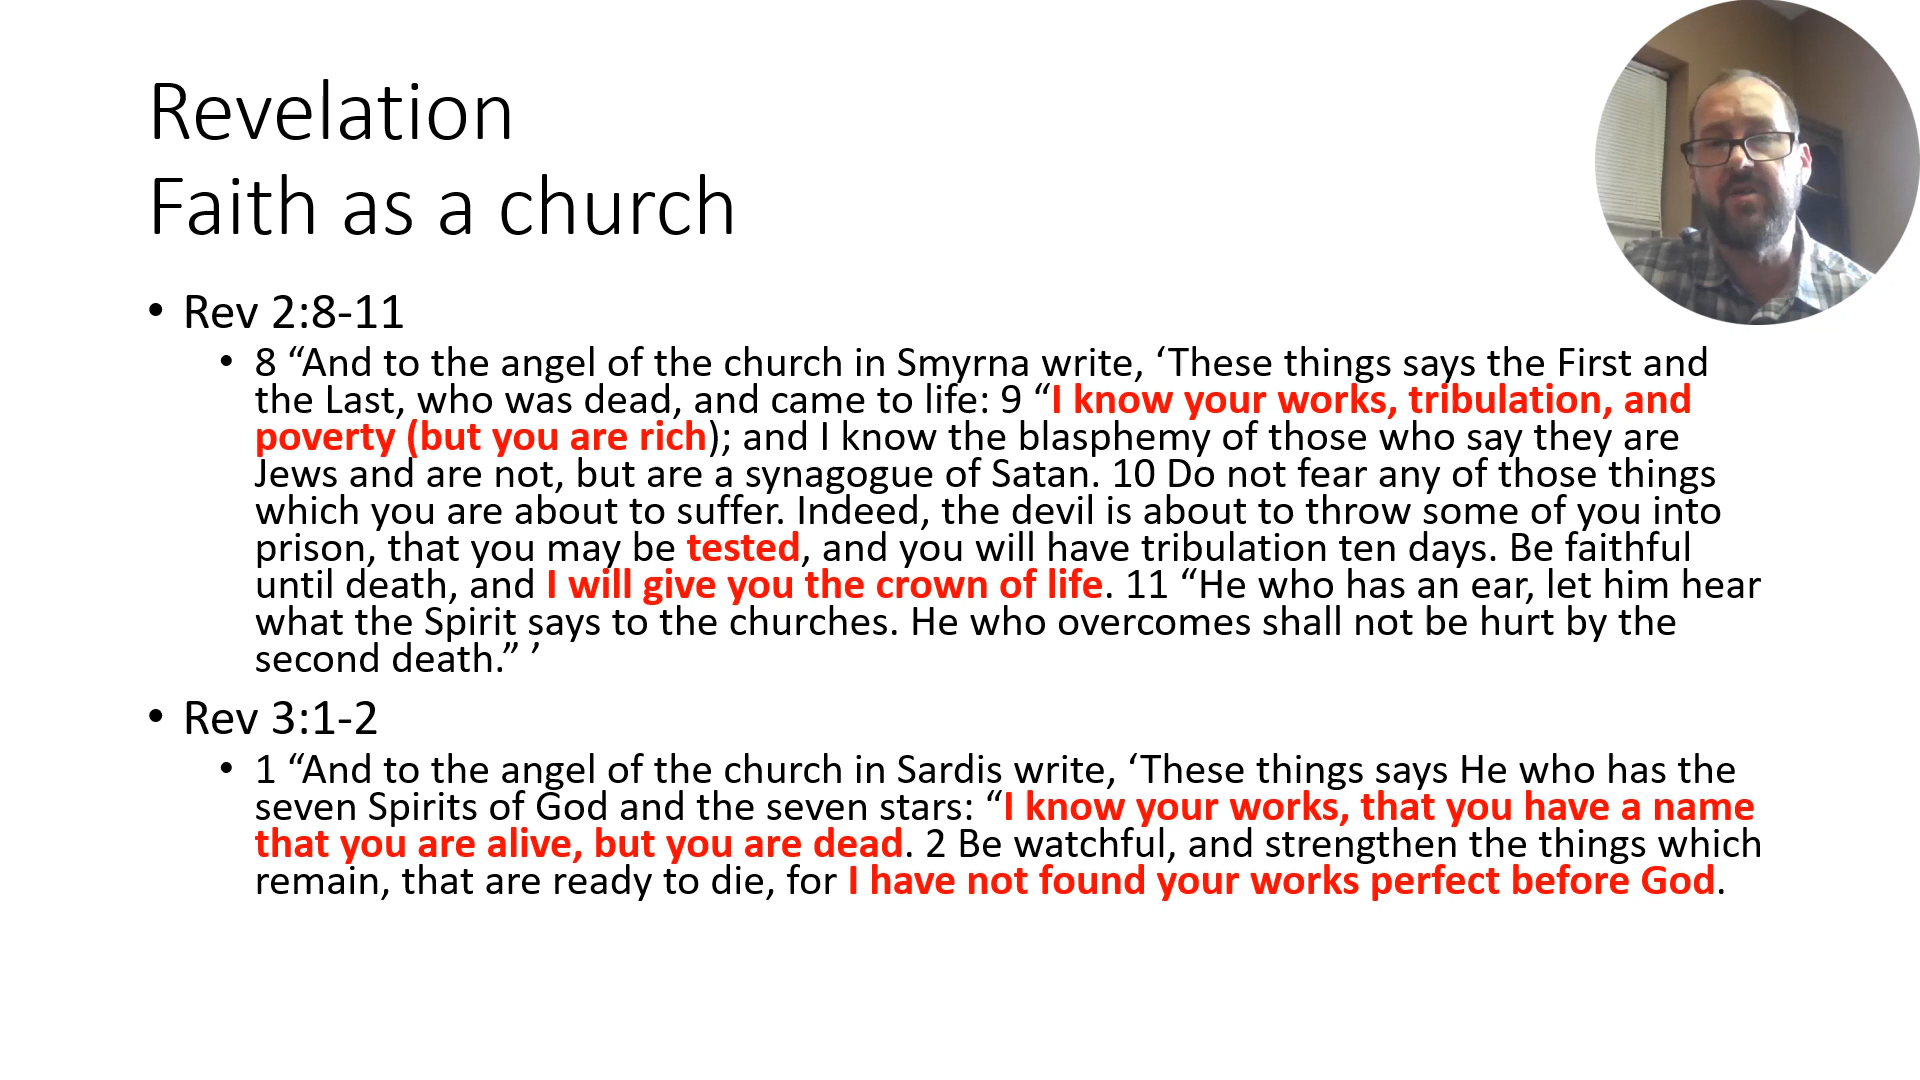 Revelation
Faith as a church
• Rev 2:8-11
• 8 “And to the angel of the church in Smyrna write, ‘These things says the First and
the Last, who was dead, and came to life: 9 “I know your works, tribulation, and
poverty (but you are rich); and I know the blasphemy of those who say they are
Jews and are not, but are a synagogue of Satan. 10 Do not fear any of those things
which you are about to suffer. Indeed, the devil is about to throw some of you into
prison, that you may be tested, and you will have tribulation ten days. Be faithful
until death, and I will give you the crown of life. 11 “He who has an ear, let him hear
what the Spirit says to the churches. He who overcomes shall not be hurt by the
second death.” ’
• Rev 3:1-2
• 1 “And to the angel of the church in Sardis write, ‘These things says He who has the
seven Spirits of God and the seven stars: “I know your works, that you have a name
that you are alive, but you are dead. 2 Be watchful, and strengthen the things which
remain, that are ready to die, for I have not found your works perfect before God.